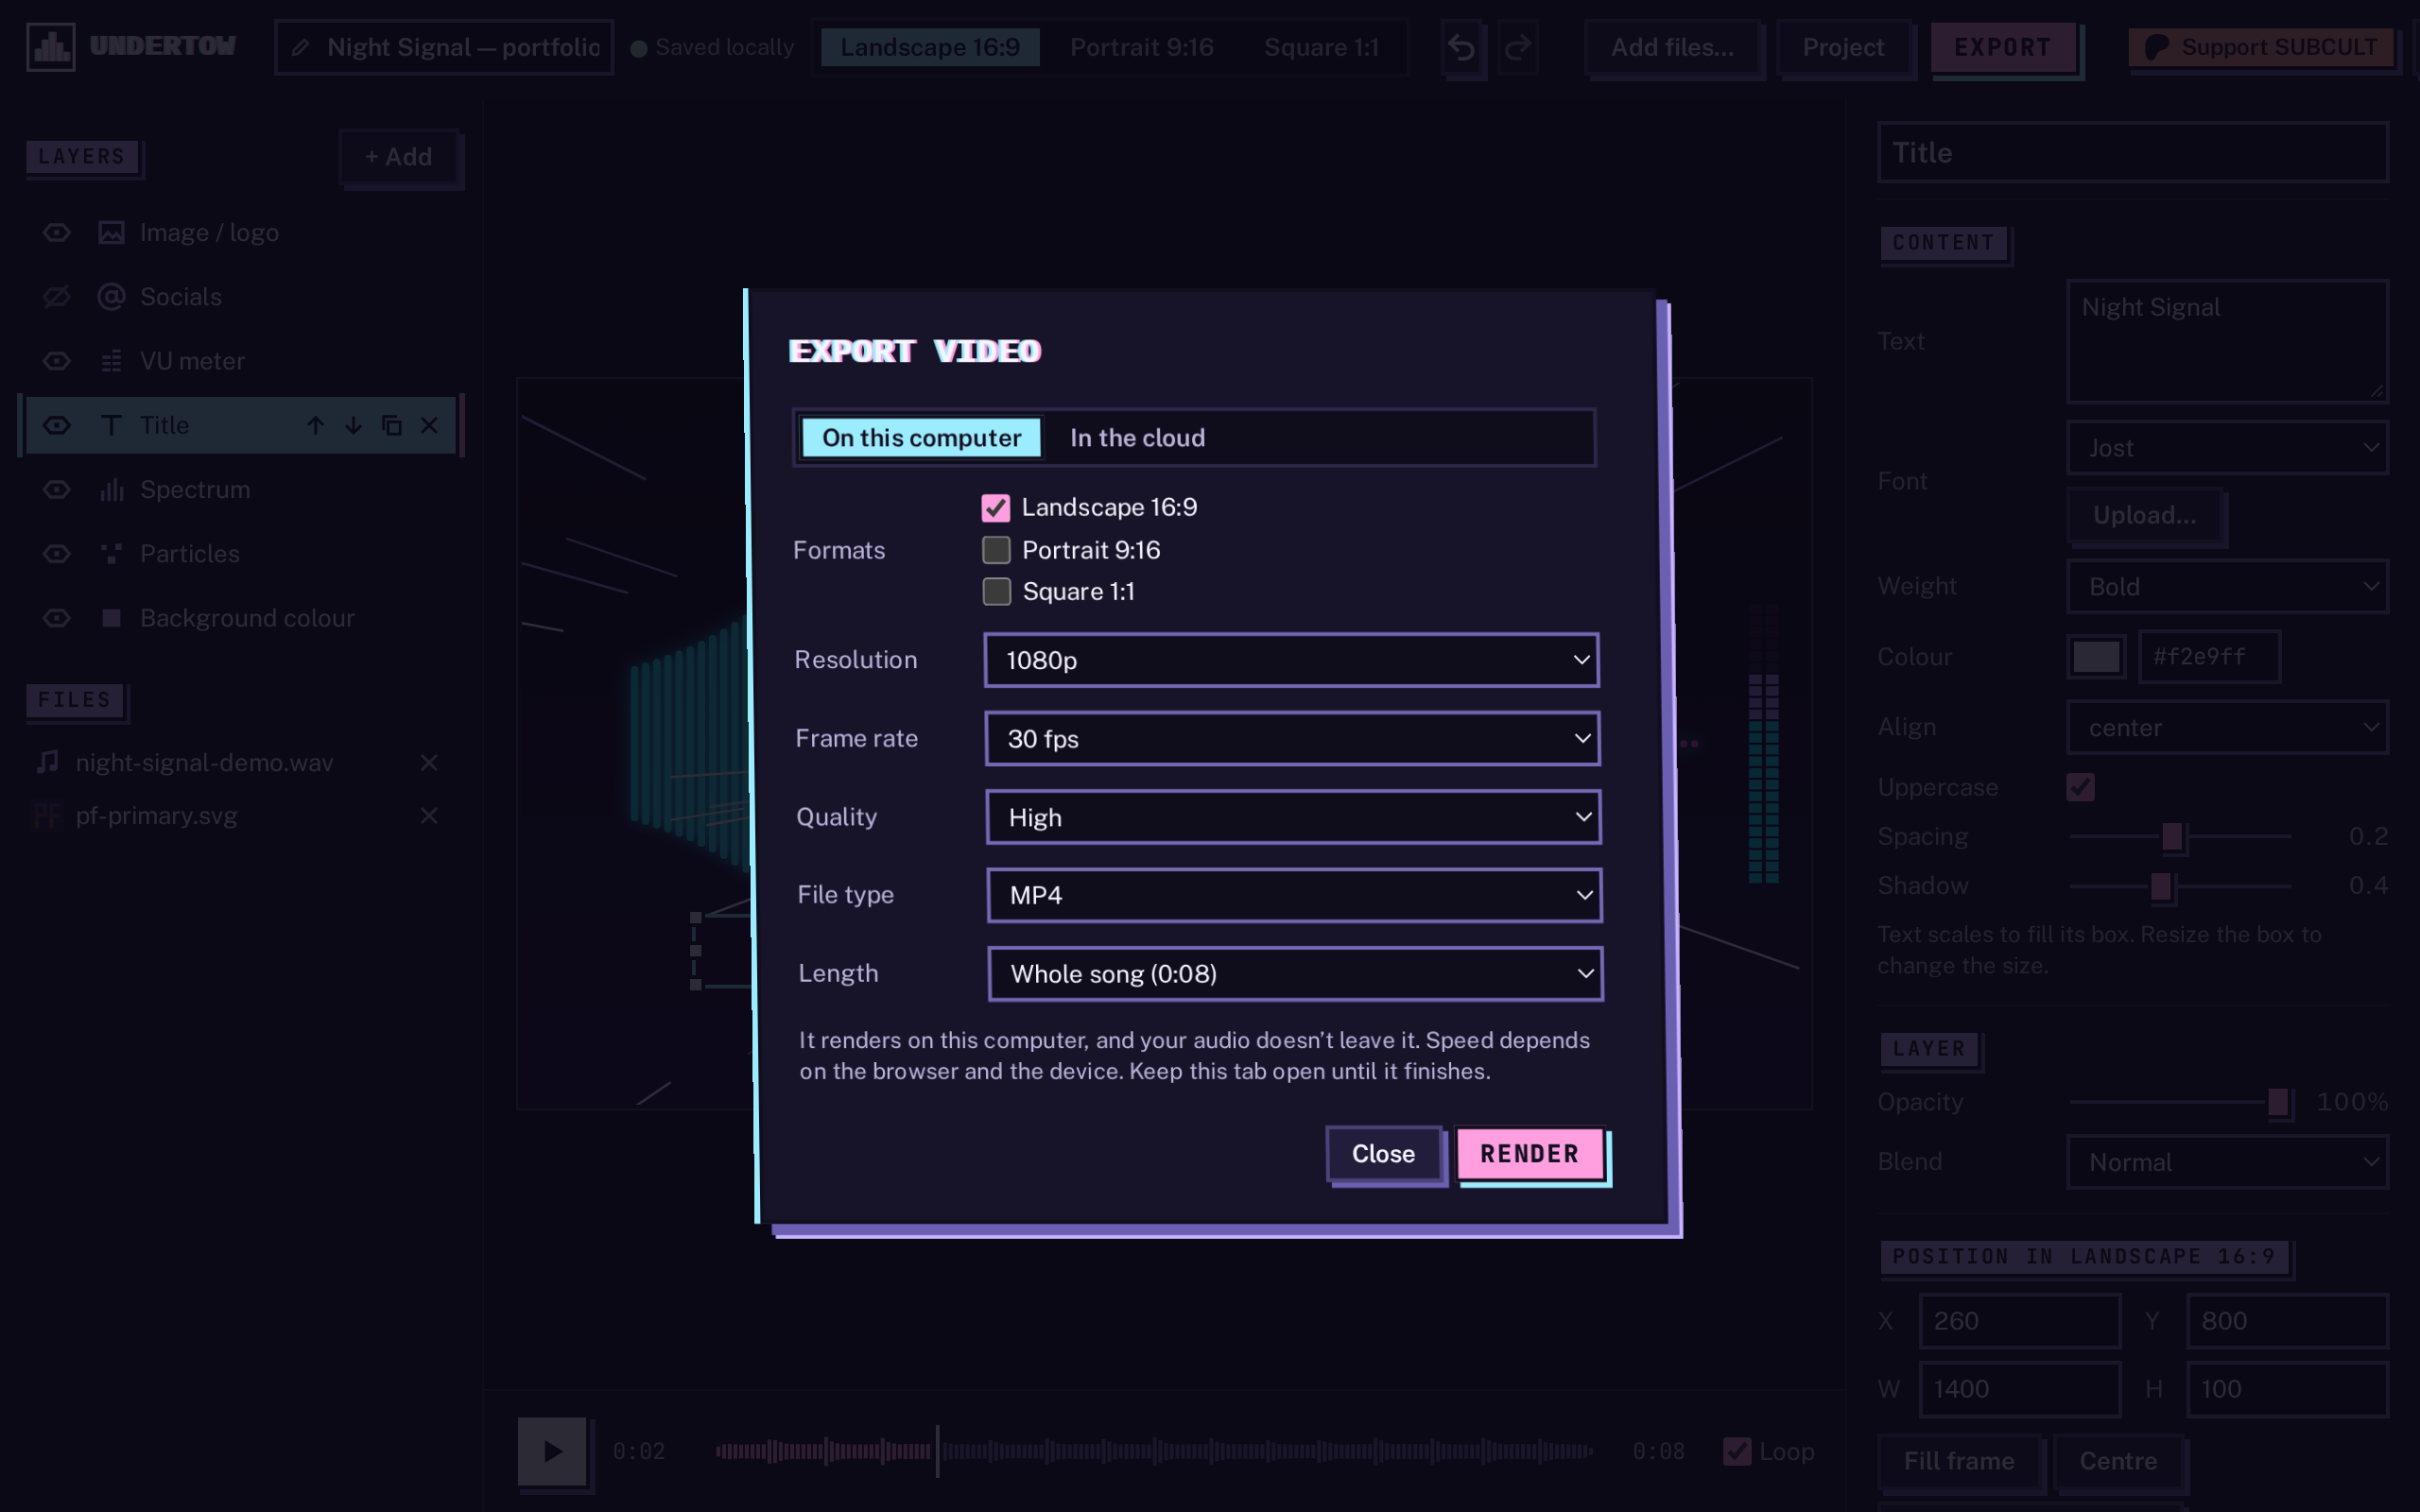 UNDERTOW
Night Signal — portfolio
Saved locally
Landscape 16:9
Portrait 9:16
Square 1:1
Add files...
Project
EXPORT
Support SUBCULT
LAYERS
+ Add
Image / logo
Socials
VU meter
Title
Spectrum
Particles
Background colour
FILES
night-signal-demo.wav
PF
pf-primary.svg
EXPORT VIDEO
On this computer
In the cloud
Formats
Landscape 16:9
Portrait 9:16
Square 1:1
Resolution
1080p
Frame rate
30 fps
Quality
High
File type
MP4
Length
Whole song (0:08)
It renders on this computer, and your audio doesn’t leave it. Speed depends
on the browser and the device. Keep this tab open until it finishes.
Close
RENDER
0:02
0:08
Loop
Title
CONTENT
Text
Night Signal
Font
Jost
Upload...
Weight
Bold
Colour
#f2e9ff
Align
center
Uppercase
Spacing
0.2
Shadow
0.4
Text scales to fill its box. Resize the box to
change the size.
LAYER
Opacity
100%
Blend
Normal
POSITION IN LANDSCAPE 16:9
X
260
Y
800
W
1400
H
100
Fill frame
Centre